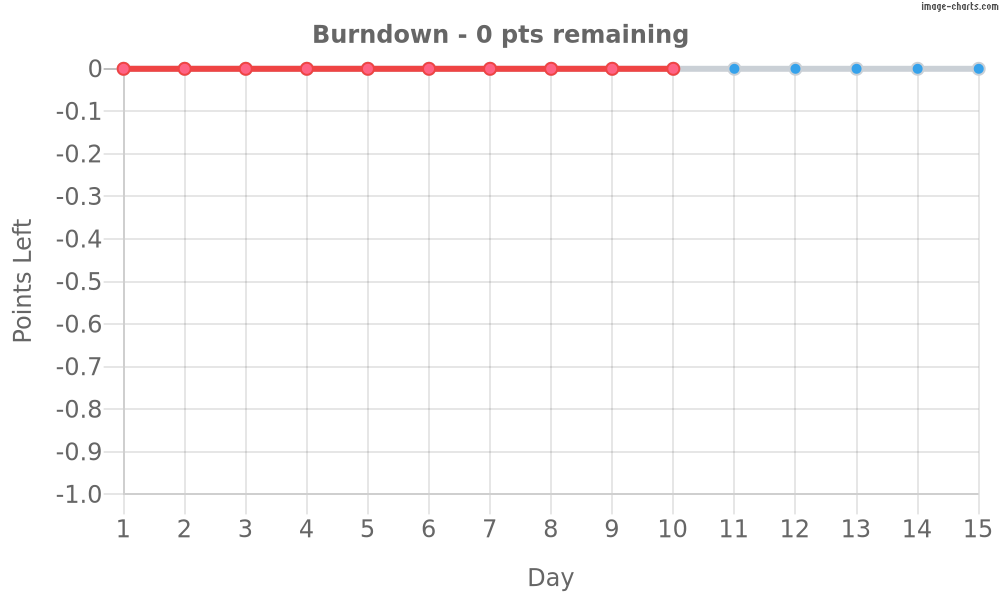 image-charts.com
Burndown - 0 pts remaining
0
-0.1
-0.2
-0.3
-0.4
-0.5
-0.6
-0.7
-0.8
-0.9
-1.0
Points Left
1 2 3 4 5 6 7 8 9 10 11 12 13 14 15
Day